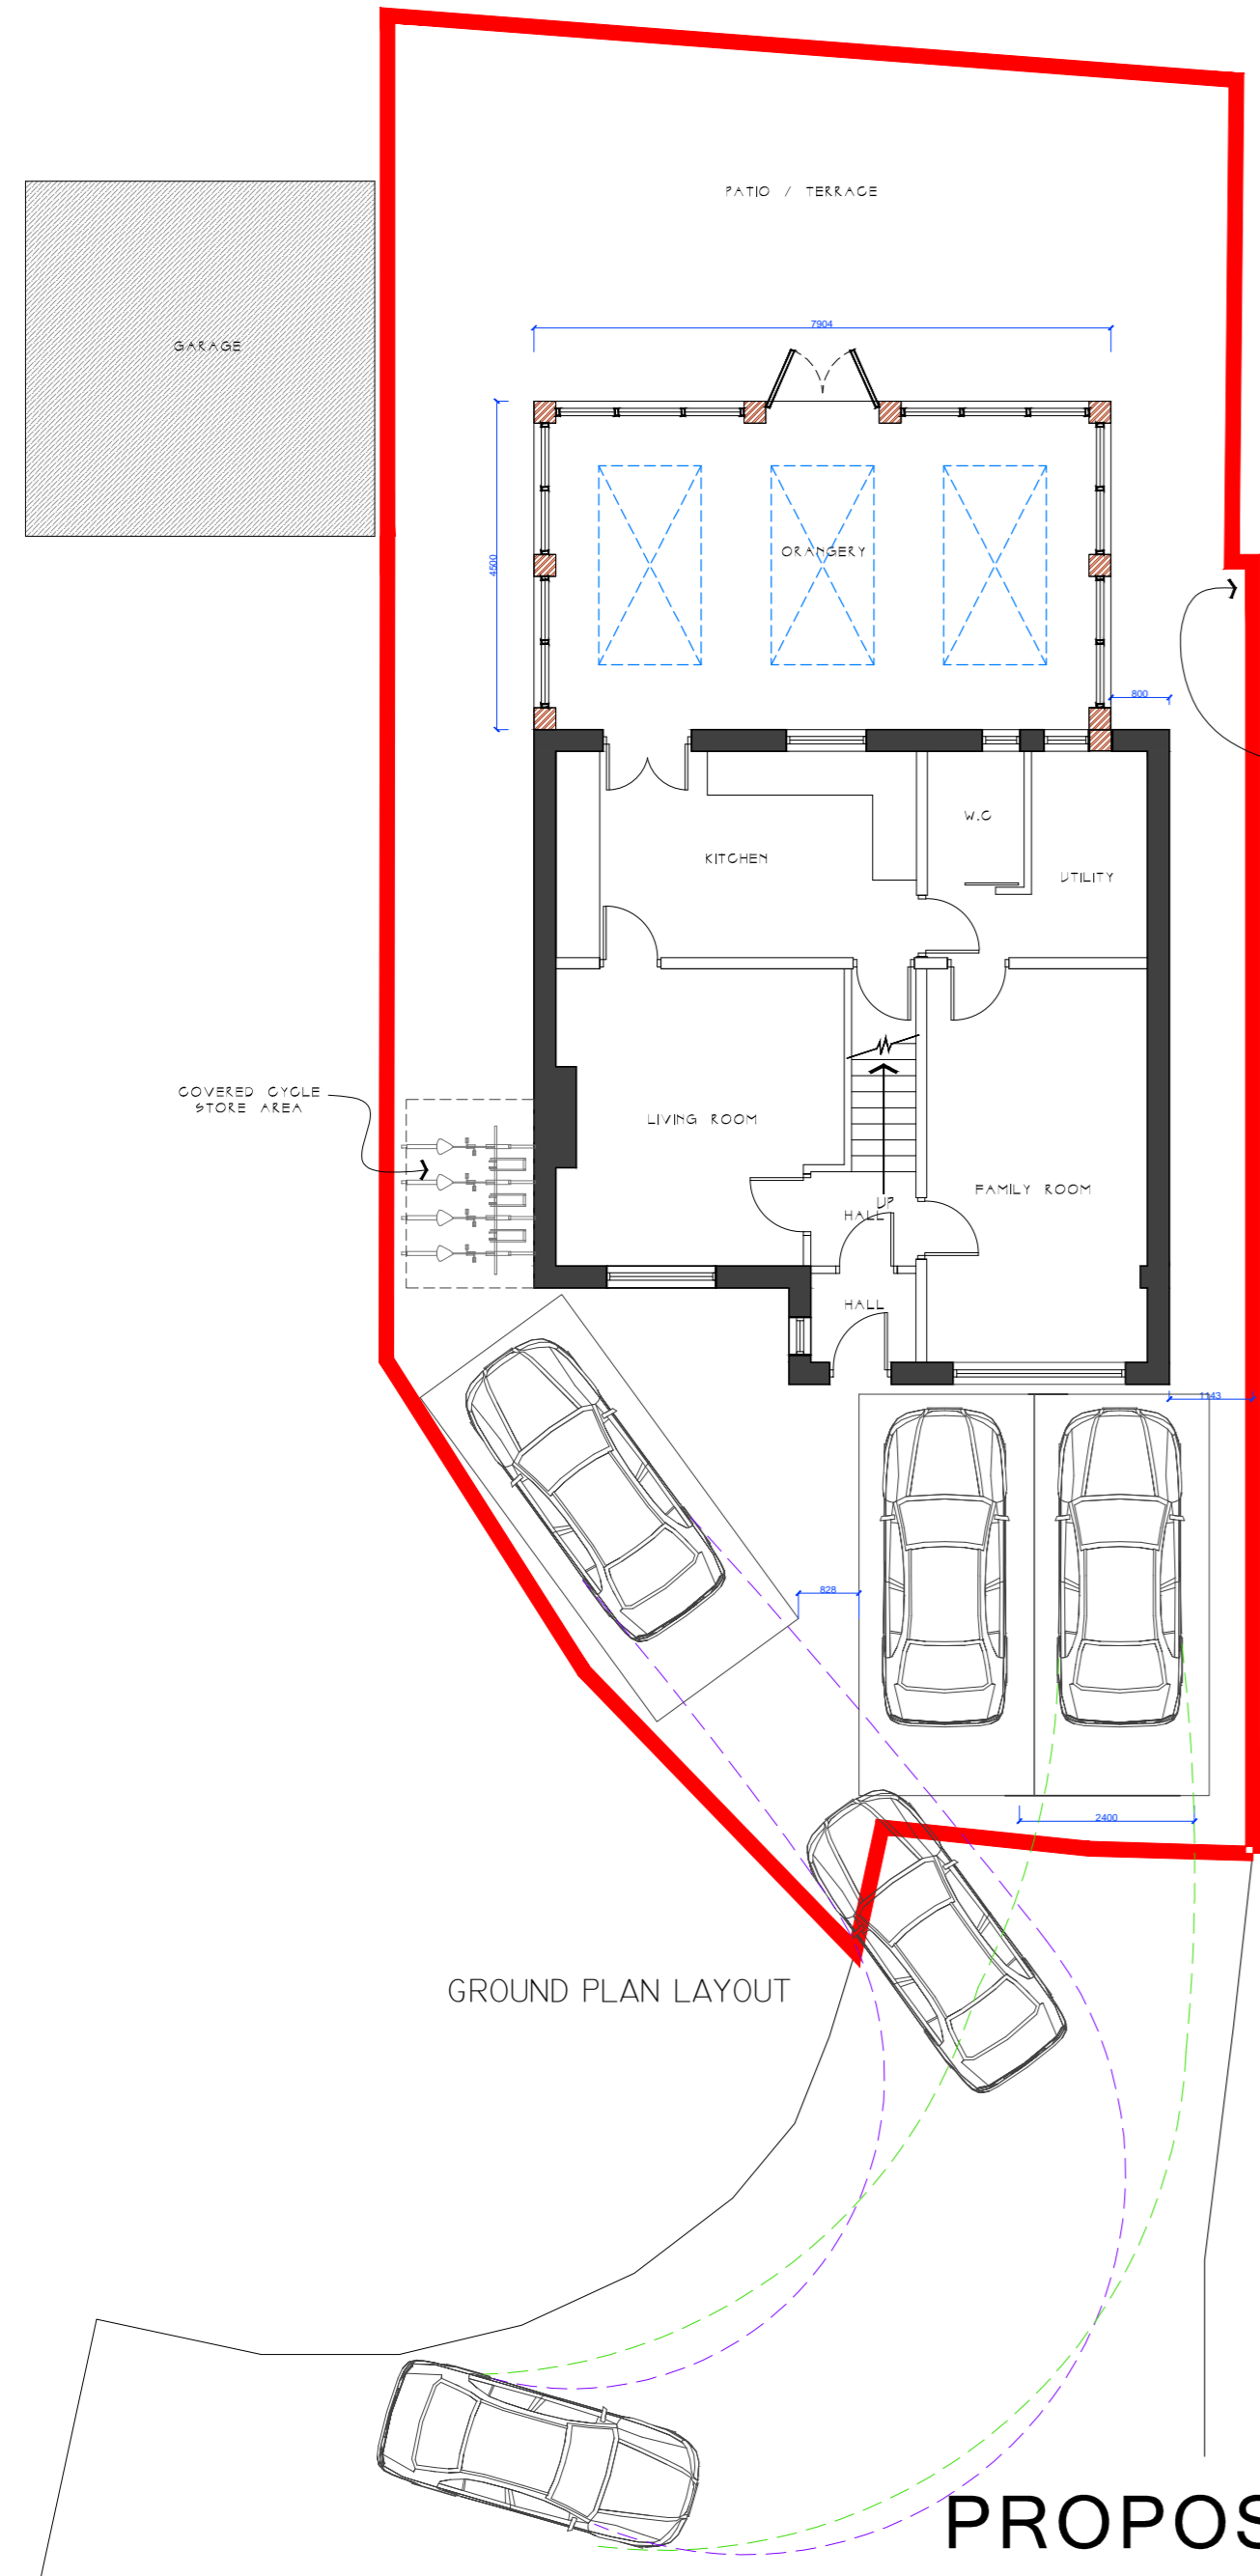 PATIO / TERRACE
7904
GARAGE
4500
ORANGERY
800
W.C
KITCHEN
UTILITY
COVERED CYCLE
STORE AREA
LIVING ROOM
FAMILY ROOM
UP
HALL
HALL
1143
828
2400
GROUND PLAN LAYOUT
PROPOS